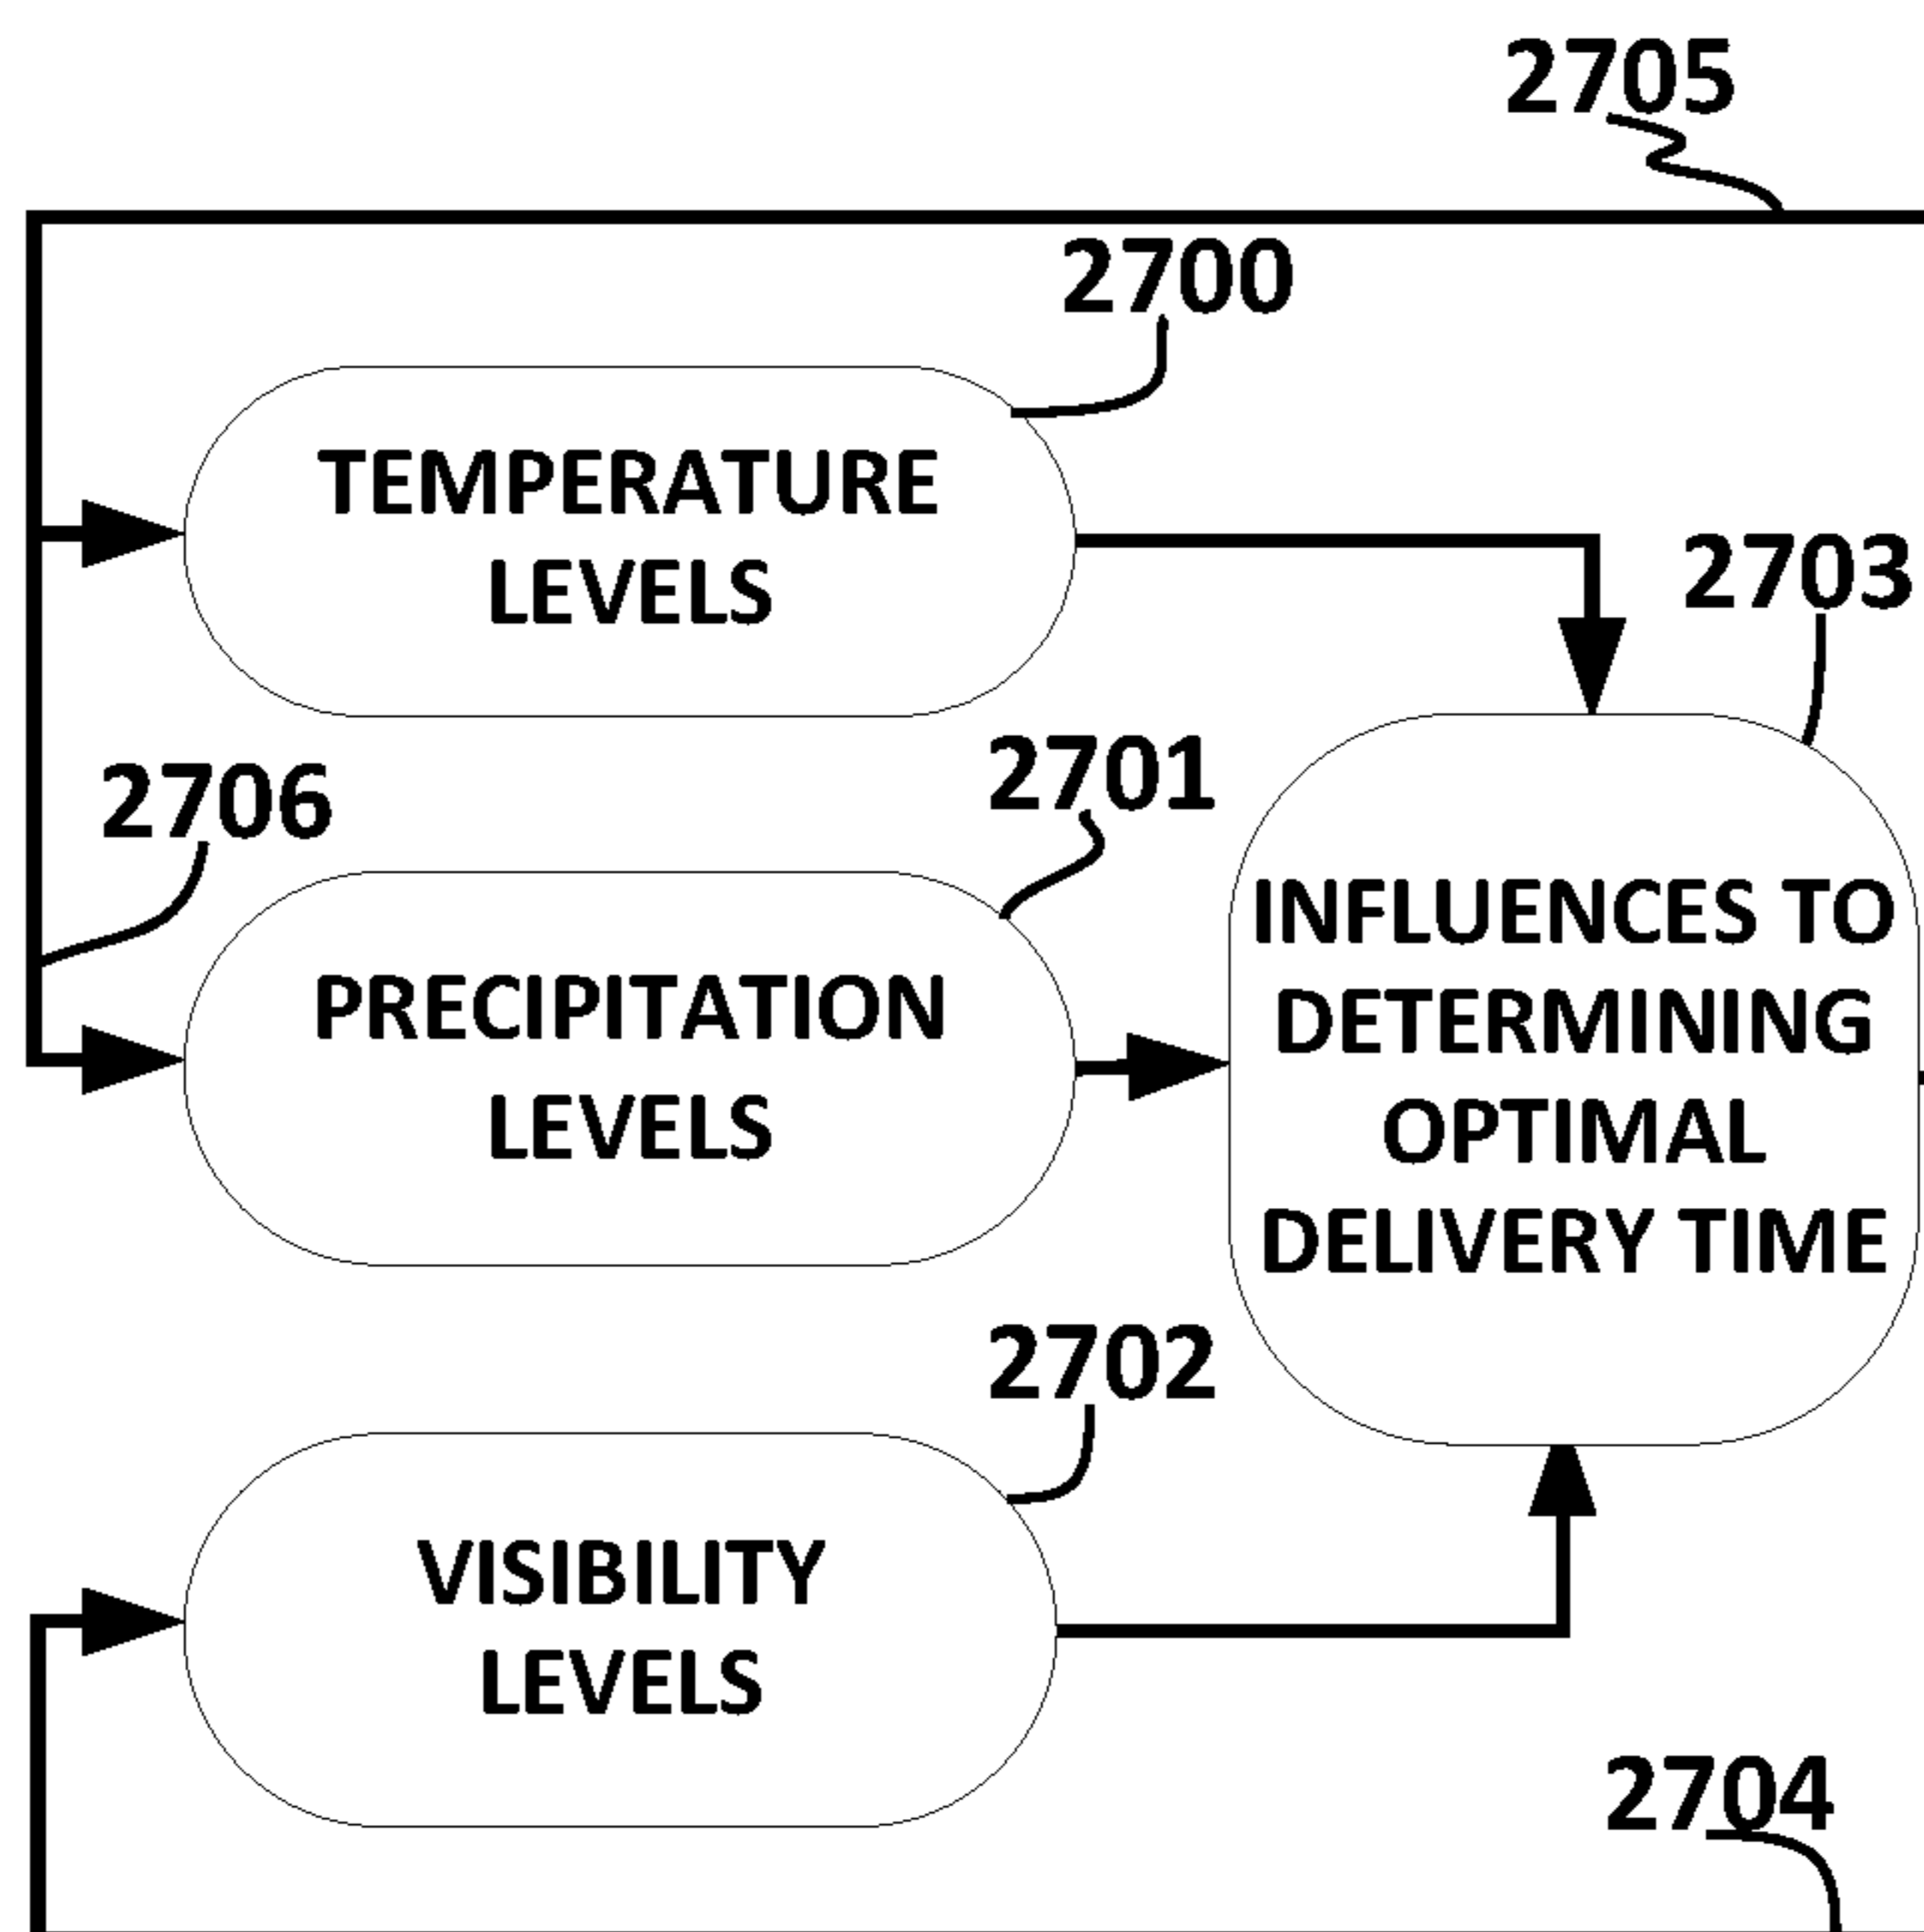 2705
2700
TEMPERATURE
LEVELS
2703
2706
2701
PRECIPITATION
LEVELS
INFLUENCES TO
DETERMINING
OPTIMAL
DELIVERY TIME
2702
VISIBILITY
LEVELS
2704